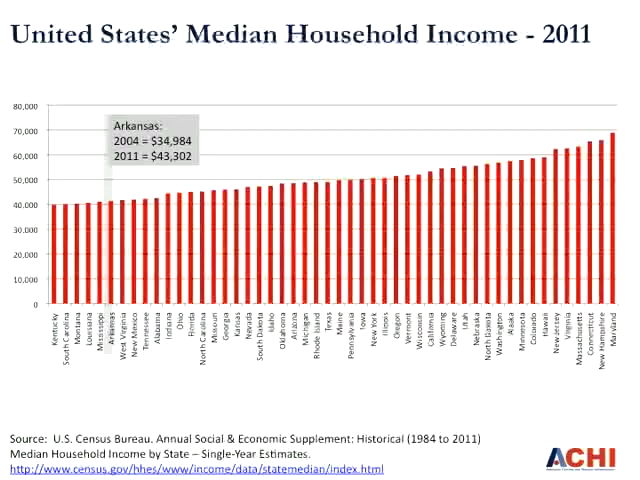 United States' Median Household Income - 2011
80,000
70,000
60,000
50,000
40,000
30,000
20,000
10,000
0
Arkansas:
2004 = $34,984
2011 = $43,302
Kentucky
South Carolina
Montana
Louisiana
Mississippi
Arkansas
West Virginia
New Mexico
Tennessee
Alabama
Indiana
Ohio
Florida
North Carolina
Missouri
Georgia
Kansas
Nevada
South Dakota
Idaho
Oklahoma
Arizona
Michigan
Rhode Island
Texas
Maine
Pennsylvania
Iowa
New York
Illinois
Oregon
Vermont
Wisconsin
California
Wyoming
Delaware
Utah
Nebraska
North Dakota
Washington
Alaska
Minnesota
Colorado
Hawaii
New Jersey
Virginia
Massachusetts
Connecticut
New Hampshire
Maryland
Source: U.S. Census Bureau. Annual Social & Economic Supplement: Historical (1984 to 2011)
Median Household Income by State – Single-Year Estimates.
http://www.census.gov/hhes/www/income/data/statemedian/index.html
ACHI